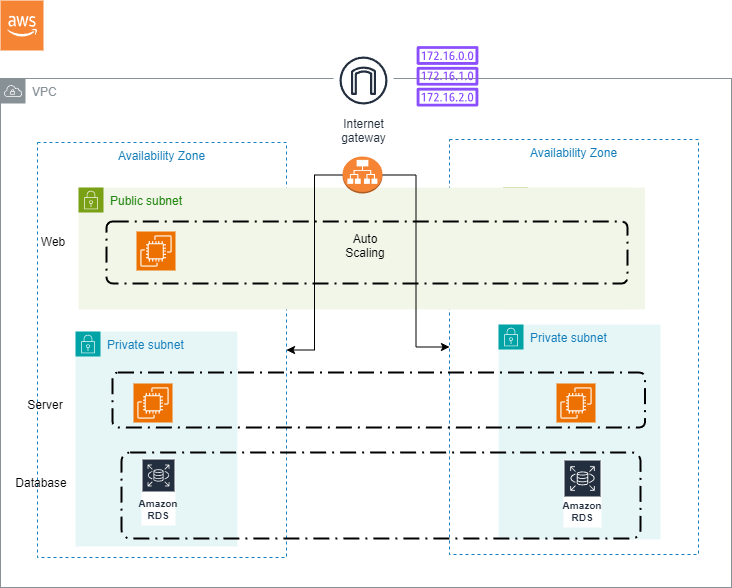 aws
172.16.0.0
172.16.1.0
172.16.2.0
VPC
Internet
gateway
Availability Zone
Availability Zone
Public subnet
Web
Auto
Scaling
Private subnet
Private subnet
Server
Database
Amazon
RDS
Amazon
RDS